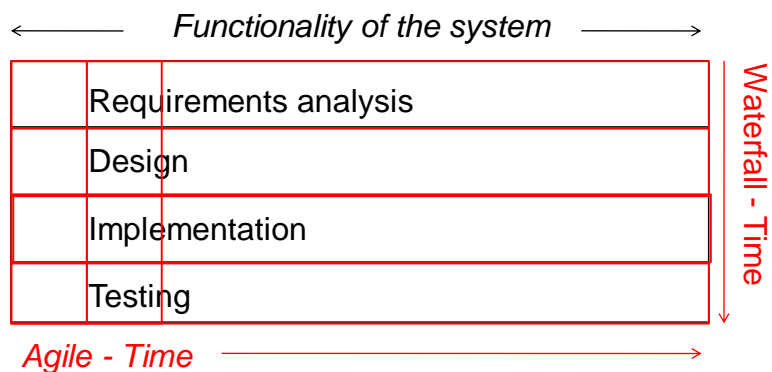 Functionality of the system
Requirements analysis
Design
Implementation
Testing
Waterfall - Time
Agile - Time